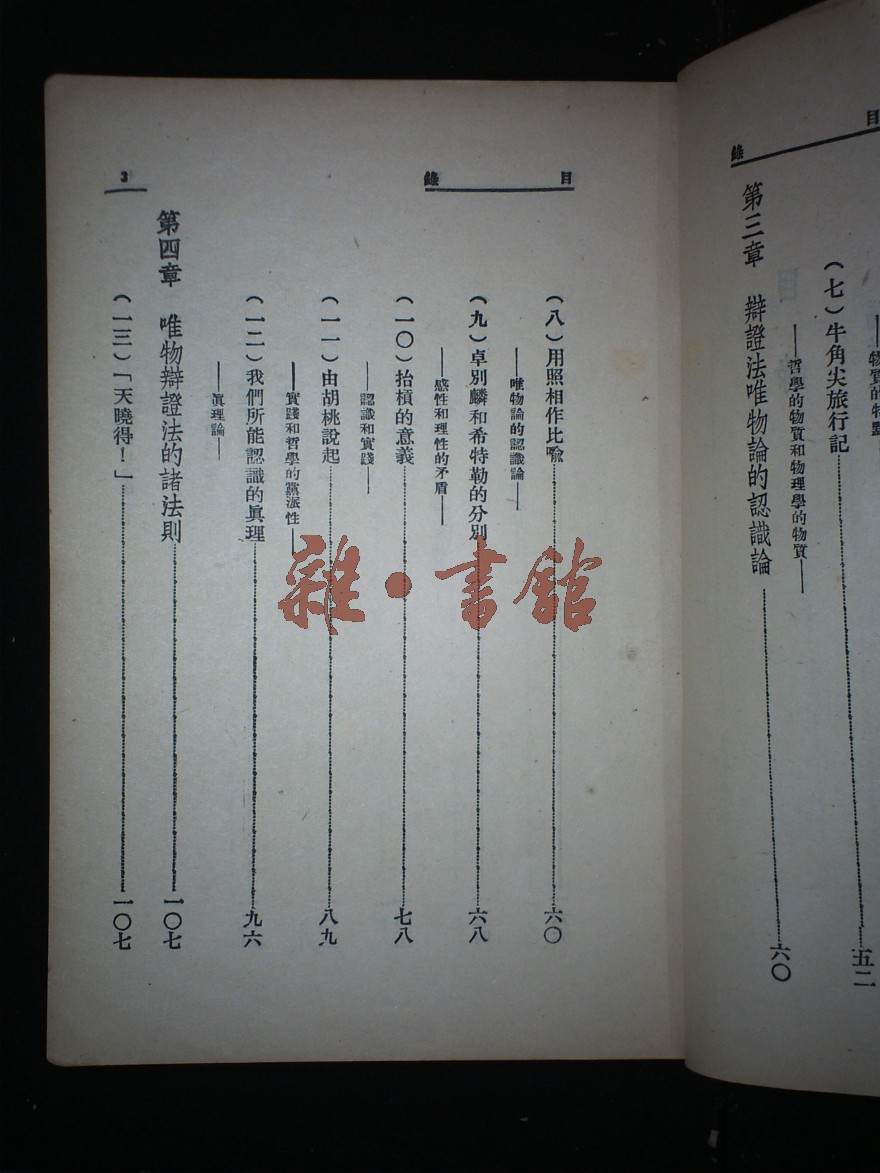 目錄
——物質的特
(七)牛角尖旅行記……五二
——哲學的物質和物理學的物質——
第三章 辯證法唯物論的認識論……六〇
目錄
(八)用照相作比喩……六〇
——唯物論的認識論——
(九)卓別麟和希特勒的分別……六八
——感性和理性的矛盾——
(一〇)抬槓的意義……七八
——認識和實踐——
(一一)由胡桃說起……八九
——實踐和哲學的黨派性——
(一二)我們所能認識的眞理……九六
——眞理論——
第四章 唯物辯證法的諸法則……一〇七
(一三)「天曉得!」……一〇七
3
雜·書館